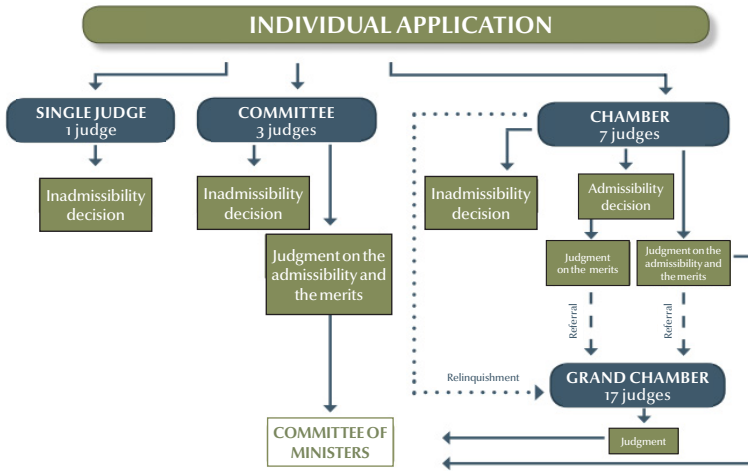 INDIVIDUAL APPLICATION
SINGLE JUDGE
1 judge
COMMITTEE
3 judges
CHAMBER
7 judges
Inadmissibility
decision
Inadmissibility
decision
Inadmissibility
decision
Admissibility
decision
Judgment on the
admissibility and
the merits
Judgment
on the merits
Judgment on the
admissibility and
the merits
Referral
Referral
Relinquishment
GRAND CHAMBER
17 judges
COMMITTEE OF
MINISTERS
Judgment